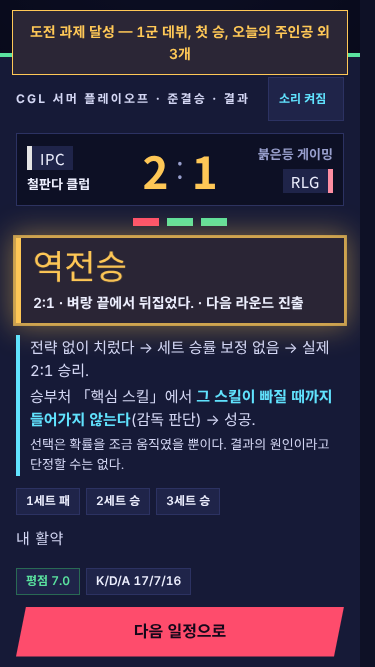 도전 과제 달성 — 1군 데뷔, 첫 승, 오늘의 주인공 외
3개
CGL 서머 플레이오프 · 준결승 · 결과
소리 켜짐
IPC
철판다 클럽
2 : 1
붉은등 게이밍
RLG
역전승
2:1 · 벼랑 끝에서 뒤집었다. · 다음 라운드 진출
전략 없이 치렀다 → 세트 승률 보정 없음 → 실제
2:1 승리.
승부처 「핵심 스킬」에서 그 스킬이 빠질 때까지
들어가지 않는다(감독 판단) → 성공.
선택은 확률을 조금 움직였을 뿐이다. 결과의 원인이라고
단정할 수는 없다.
1세트 패
2세트 승
3세트 승
내 활약
평점 7.0
K/D/A 17/7/16
다음 일정으로